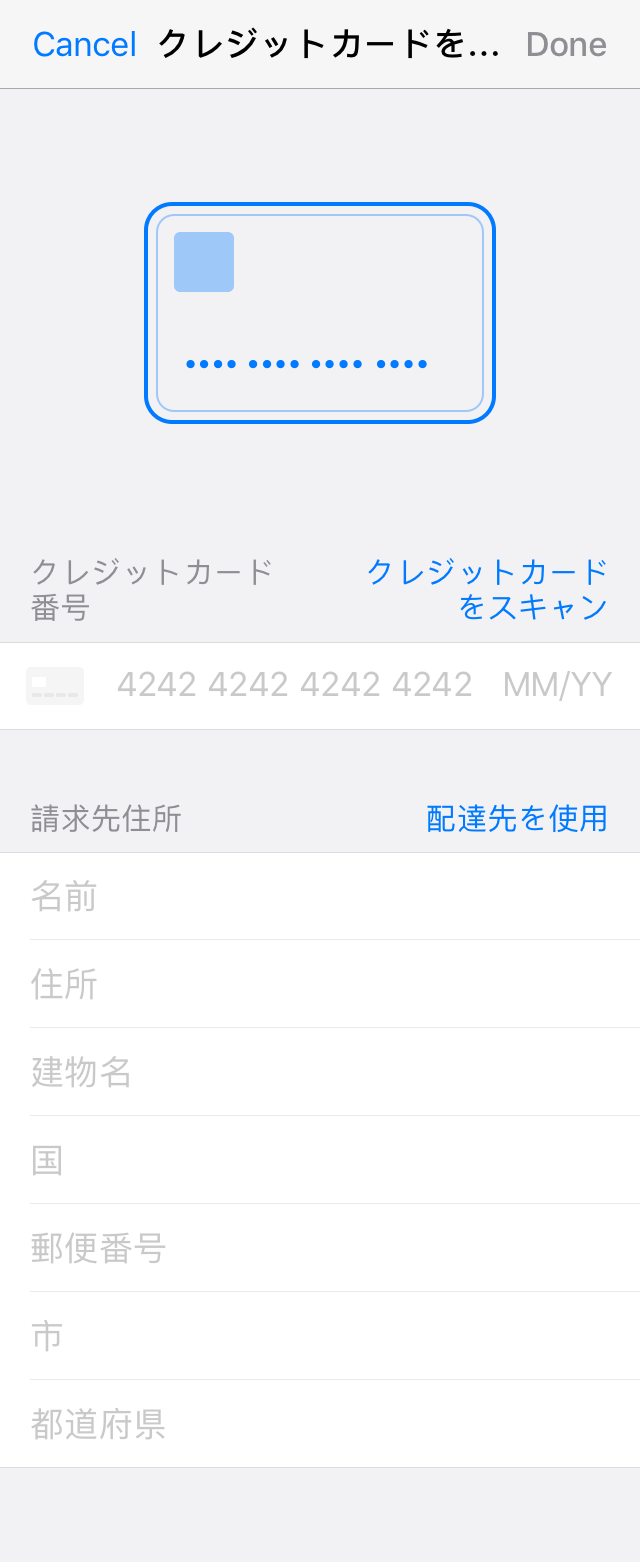 Cancel クレジットカードを... Done
クレジットカード
番号
クレジットカード
をスキャン
4242 4242 4242 4242 MM/YY
請求先住所 配達先を使用
名前
住所
建物名
国
郵便番号
市
都道府県